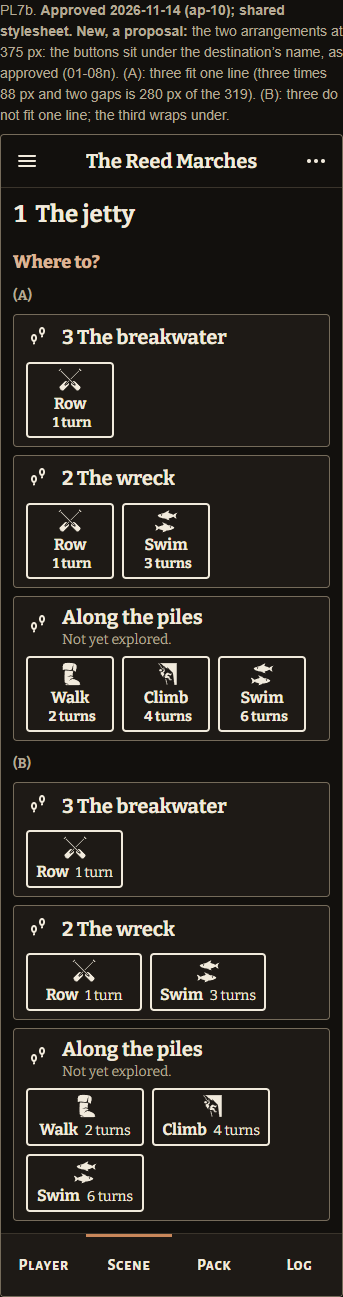 PL7b. Approved 2026-11-14 (ap-10); shared
stylesheet. New, a proposal: the two arrangements at
375 px: the buttons sit under the destination's name, as
approved (01-08n). (A): three fit one line (three times
88 px and two gaps is 280 px of the 319). (B): three do
not fit one line; the third wraps under.
The Reed Marches
1 The jetty
Where to?
(A)
3 The breakwater
Row
1 turn
2 The wreck
Row
1 turn
Swim
3 turns
Along the piles
Not yet explored.
Walk
2 turns
Climb
4 turns
Swim
6 turns
(B)
3 The breakwater
Row 1 turn
2 The wreck
Row 1 turn
Swim 3 turns
Along the piles
Not yet explored.
Walk 2 turns
Climb 4 turns
Swim 6 turns
Player Scene Pack Log